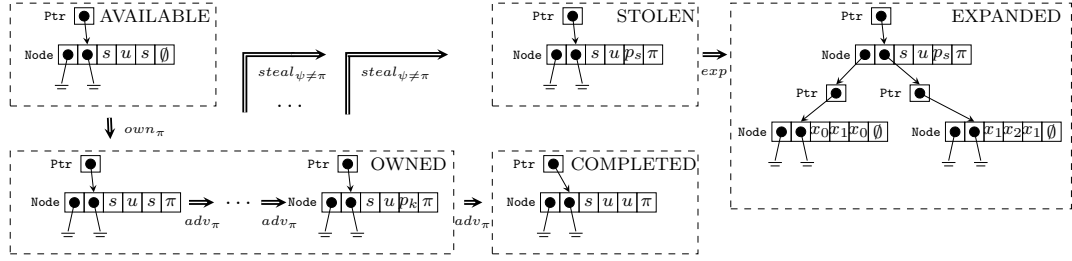 Ptr AVAILABLE
Node s u s ∅
steal_{ψ≠π}
. . .
steal_{ψ≠π}
Ptr STOLEN
Node s u p_s π
exp
Ptr EXPANDED
Node s u p_s π
Ptr Ptr
Node x_0 x_1 x_0 ∅
Node x_1 x_2 x_1 ∅
own_π
Ptr
Node s u s π
adv_π
. . .
adv_π
Ptr OWNED
Node s u p_k π
adv_π
Ptr COMPLETED
Node s u u π